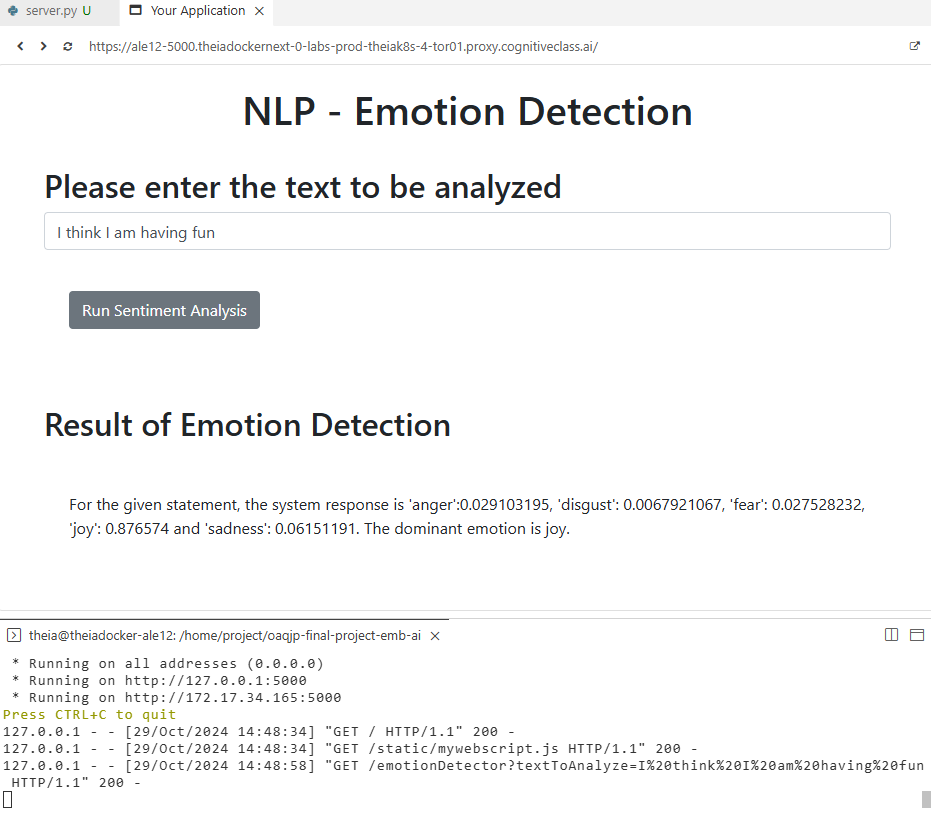 server.py U
Your Application
https://ale12-5000.theiadockernext-0-labs-prod-theiak8s-4-tor01.proxy.cognitiveclass.ai/
NLP - Emotion Detection
Please enter the text to be analyzed
I think I am having fun
Run Sentiment Analysis
Result of Emotion Detection
For the given statement, the system response is 'anger':0.029103195, 'disgust': 0.0067921067, 'fear': 0.027528232,
'joy': 0.876574 and 'sadness': 0.06151191. The dominant emotion is joy.
theia@theiadocker-ale12: /home/project/oaqjp-final-project-emb-ai
* Running on all addresses (0.0.0.0)
* Running on http://127.0.0.1:5000
* Running on http://172.17.34.165:5000
Press CTRL+C to quit
127.0.0.1 - - [29/Oct/2024 14:48:34] "GET / HTTP/1.1" 200 -
127.0.0.1 - - [29/Oct/2024 14:48:34] "GET /static/mywebscript.js HTTP/1.1" 200 -
127.0.0.1 - - [29/Oct/2024 14:48:58] "GET /emotionDetector?textToAnalyze=I%20think%20I%20am%20having%20fun
HTTP/1.1" 200 -